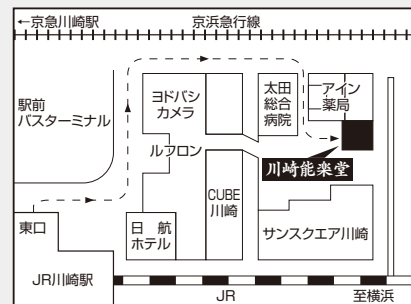 ←京急川崎駅
京浜急行線
駅前
バスターミナル
ヨドバシ
カメラ
ルフロン
太田
総合
病院
アイン
薬局
川崎能楽堂
CUBE
川崎
東口
日航
ホテル
サンスクエア川崎
JR川崎駅
JR
至横浜